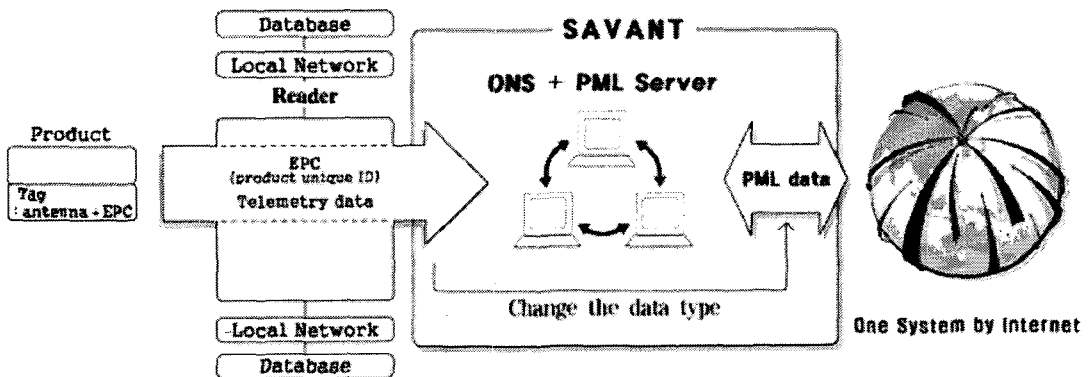 Product
Tag
: antenna + EPC
Database
Local Network
Reader
EPC
(product unique ID)
Telemetry data
Local Network
Database
SAVANT
ONS + PML Server
PML data
Change the data type
One System by Internet